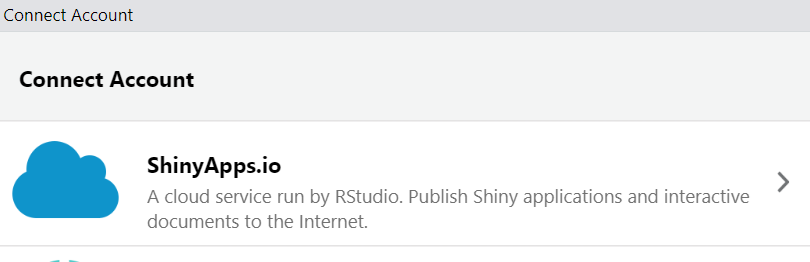 Connect Account
Connect Account
ShinyApps.io
A cloud service run by RStudio. Publish Shiny applications and interactive
documents to the Internet.